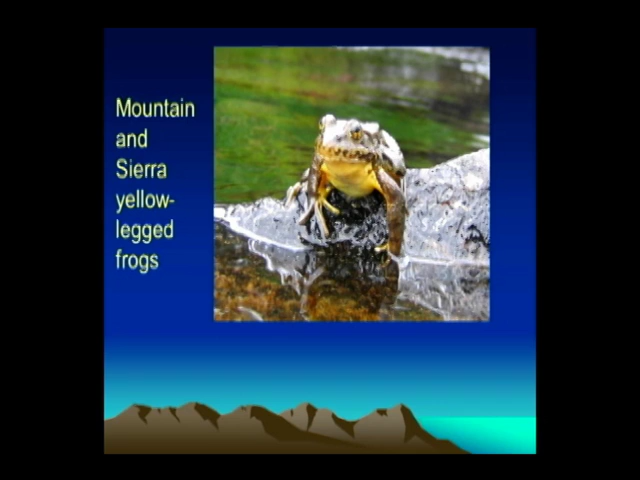 Mountain
and
Sierra
yellow-
legged
frogs